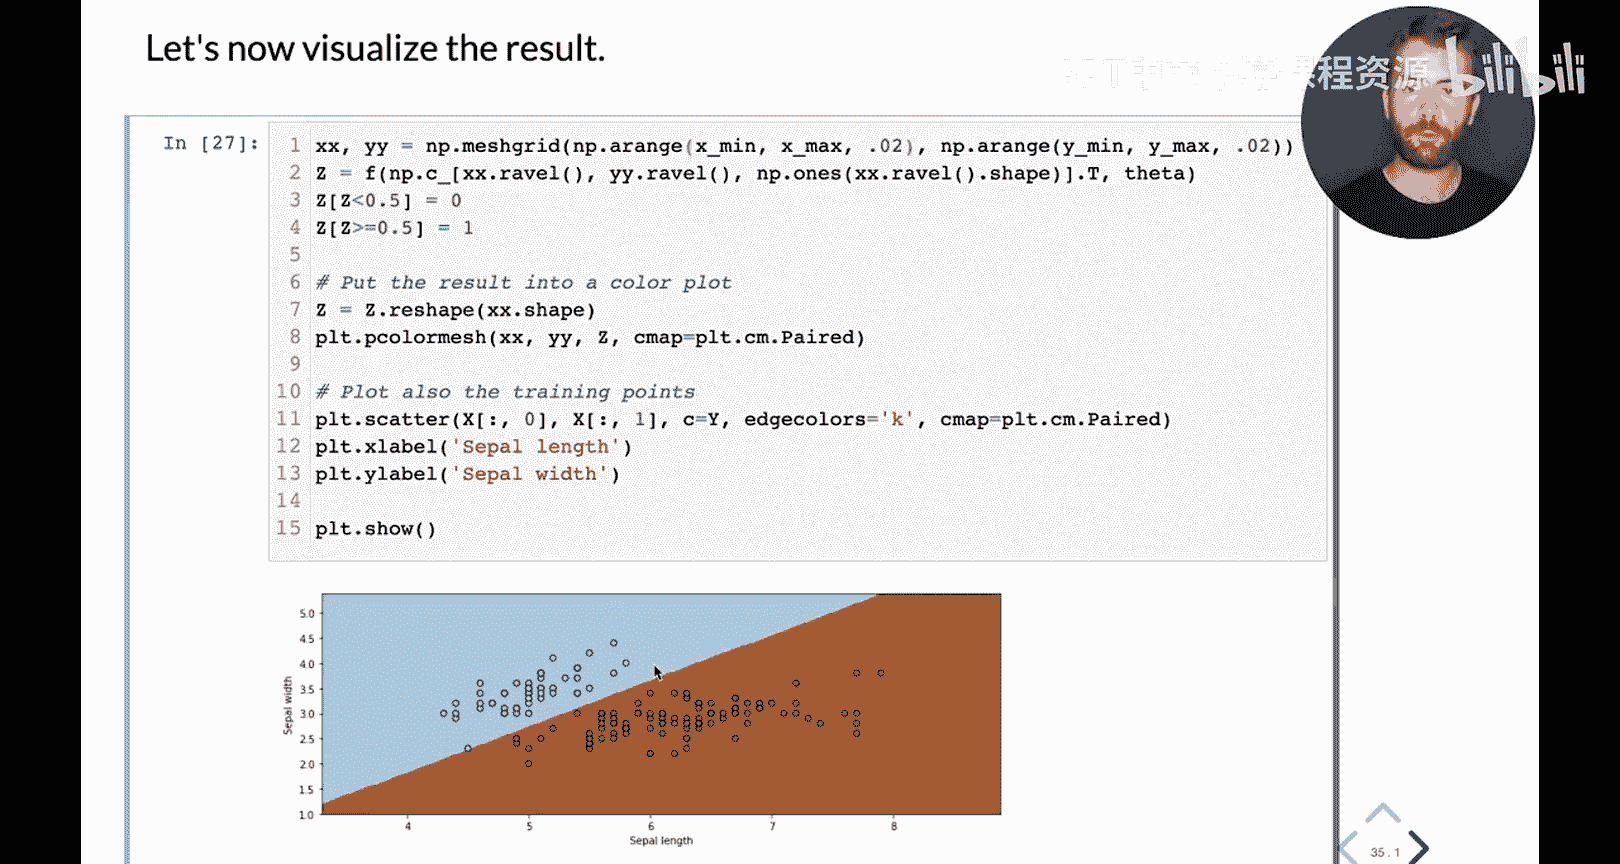 Let's now visualize the result.
程资源 bilibili
In [27]:
1 xx, yy = np.meshgrid(np.arange(x_min, x_max, .02), np.arange(y_min, y_max, .02))
2 Z = f(np.c_[xx.ravel(), yy.ravel(), np.ones(xx.ravel().shape)].T, theta)
3 Z[Z<0.5] = 0
4 Z[Z>=0.5] = 1
5
6 # Put the result into a color plot
7 Z = Z.reshape(xx.shape)
8 plt.pcolormesh(xx, yy, Z, cmap=plt.cm.Paired)
9
10 # Plot also the training points
11 plt.scatter(X[:, 0], X[:, 1], c=Y, edgecolors='k', cmap=plt.cm.Paired)
12 plt.xlabel('Sepal length')
13 plt.ylabel('Sepal width')
14
15 plt.show()
Sepal width
5.0
4.5
4.0
3.5
3.0
2.5
2.0
1.5
1.0
4 5 6 7 8
Sepal length
35.1